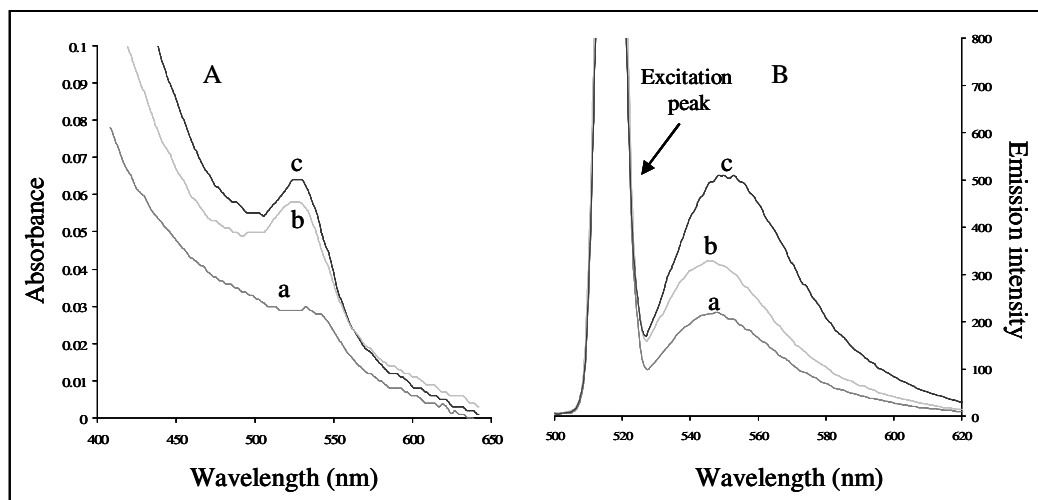 A
Absorbance
0.1
0.09
0.08
0.07
0.06
0.05
0.04
0.03
0.02
0.01
0
c
b
a
400
450
500
550
600
650
Wavelength (nm)
B
Excitation
peak
c
b
a
800
700
600
500
400
300
200
100
0
Emission intensity
500
520
540
560
580
600
620
Wavelength (nm)